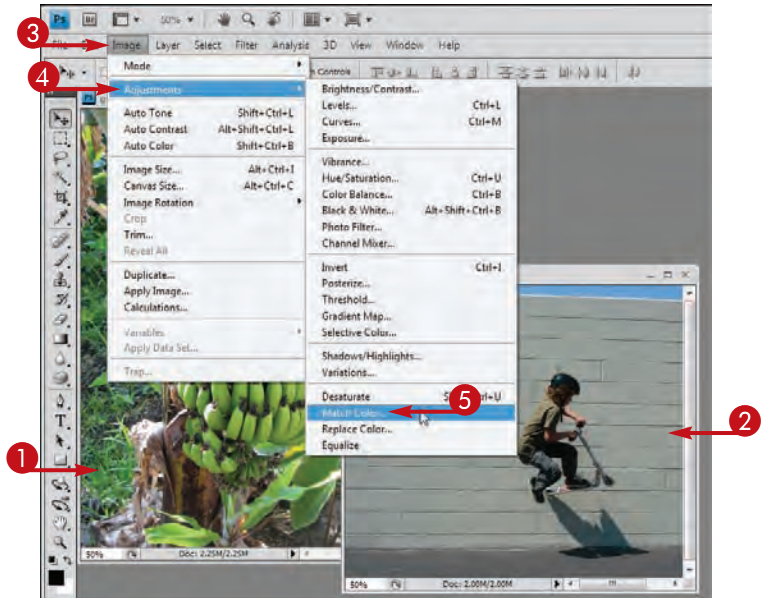 Ps Br 50%
3
File Image Layer Select Filter Analysis 3D View Window Help
Mode
4
Adjustments
Auto Tone Shift+Ctrl+L
Auto Contrast Alt+Shift+Ctrl+L
Auto Color Shift+Ctrl+B
Image Size... Alt+Ctrl+I
Canvas Size... Alt+Ctrl+C
Image Rotation
Crop
Trim...
Reveal All
Duplicate...
Apply Image...
Calculations...
Variables
Apply Data Set...
Trap...
Controls
Brightness/Contrast...
Levels... Ctrl+L
Curves... Ctrl+M
Exposure...
Vibrance...
Hue/Saturation... Ctrl+U
Color Balance... Ctrl+B
Black & White... Alt+Shift+Ctrl+B
Photo Filter...
Channel Mixer...
Invert Ctrl+I
Posterize...
Threshold...
Gradient Map...
Selective Color...
Shadows/Highlights...
Variations...
Desaturate
Match Color...
5
Replace Color...
Equalize
2
1
50% Doc: 2.25M/2.25M
50% Doc: 2.00M/2.00M